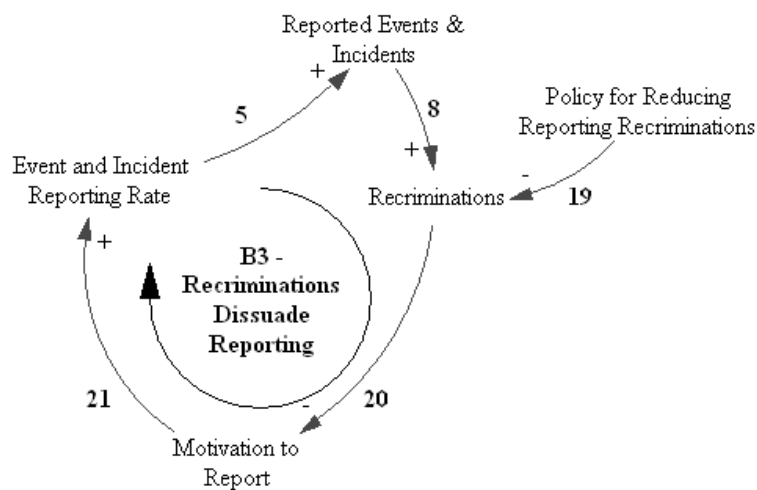 Reported Events &
Incidents
+
5
8
Policy for Reducing
Reporting Recriminations
+
-
19
Event and Incident
Reporting Rate
Recriminations
+
B3 -
Recriminations
Dissuade
Reporting
21
-
20
Motivation to
Report